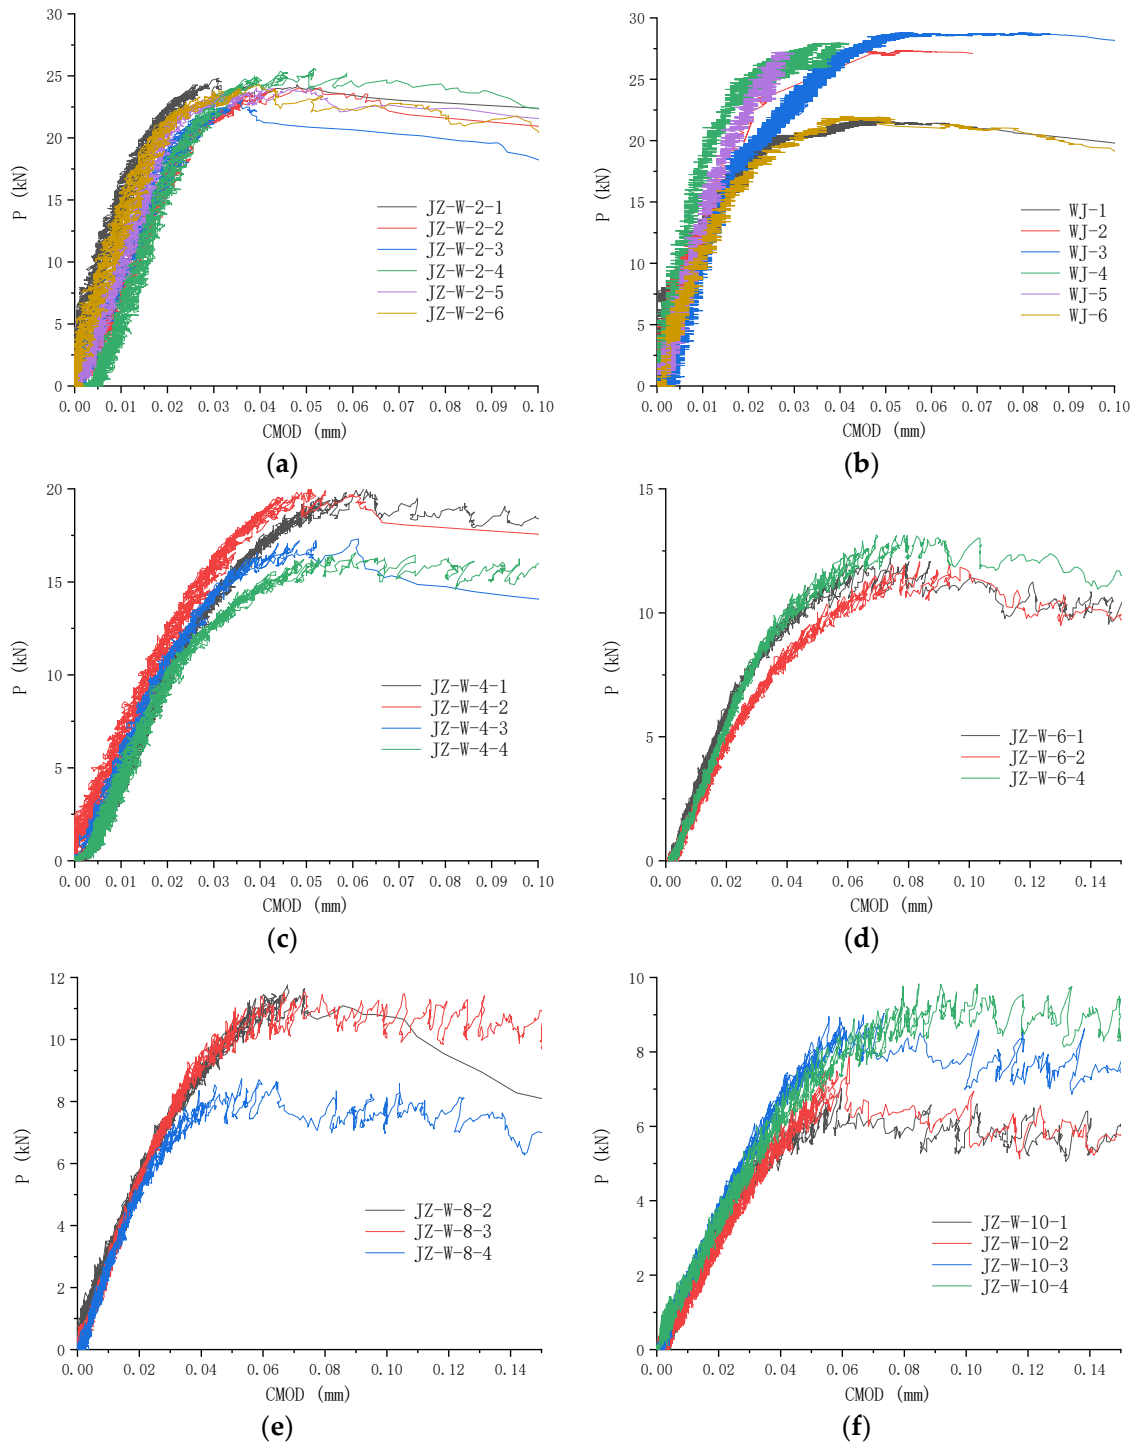 30
25
20
15
10
5
0
P (kN)
JZ-W-2-1
JZ-W-2-2
JZ-W-2-3
JZ-W-2-4
JZ-W-2-5
JZ-W-2-6
0.00 0.01 0.02 0.03 0.04 0.05 0.06 0.07 0.08 0.09 0.10
CMOD (mm)
(a)
30
25
20
15
10
5
0
P (kN)
WJ-1
WJ-2
WJ-3
WJ-4
WJ-5
WJ-6
0.00 0.01 0.02 0.03 0.04 0.05 0.06 0.07 0.08 0.09 0.10
CMOD (mm)
(b)
20
15
10
5
0
P (kN)
JZ-W-4-1
JZ-W-4-2
JZ-W-4-3
JZ-W-4-4
0.00 0.01 0.02 0.03 0.04 0.05 0.06 0.07 0.08 0.09 0.10
CMOD (mm)
(c)
15
10
5
0
P (kN)
JZ-W-6-1
JZ-W-6-2
JZ-W-6-4
0.00 0.02 0.04 0.06 0.08 0.10 0.12 0.14
CMOD (mm)
(d)
12
10
8
6
4
2
0
P (kN)
JZ-W-8-2
JZ-W-8-3
JZ-W-8-4
0.00 0.02 0.04 0.06 0.08 0.10 0.12 0.14
CMOD (mm)
(e)
10
8
6
4
2
0
P (kN)
JZ-W-10-1
JZ-W-10-2
JZ-W-10-3
JZ-W-10-4
0.00 0.02 0.04 0.06 0.08 0.10 0.12 0.14
CMOD (mm)
(f)